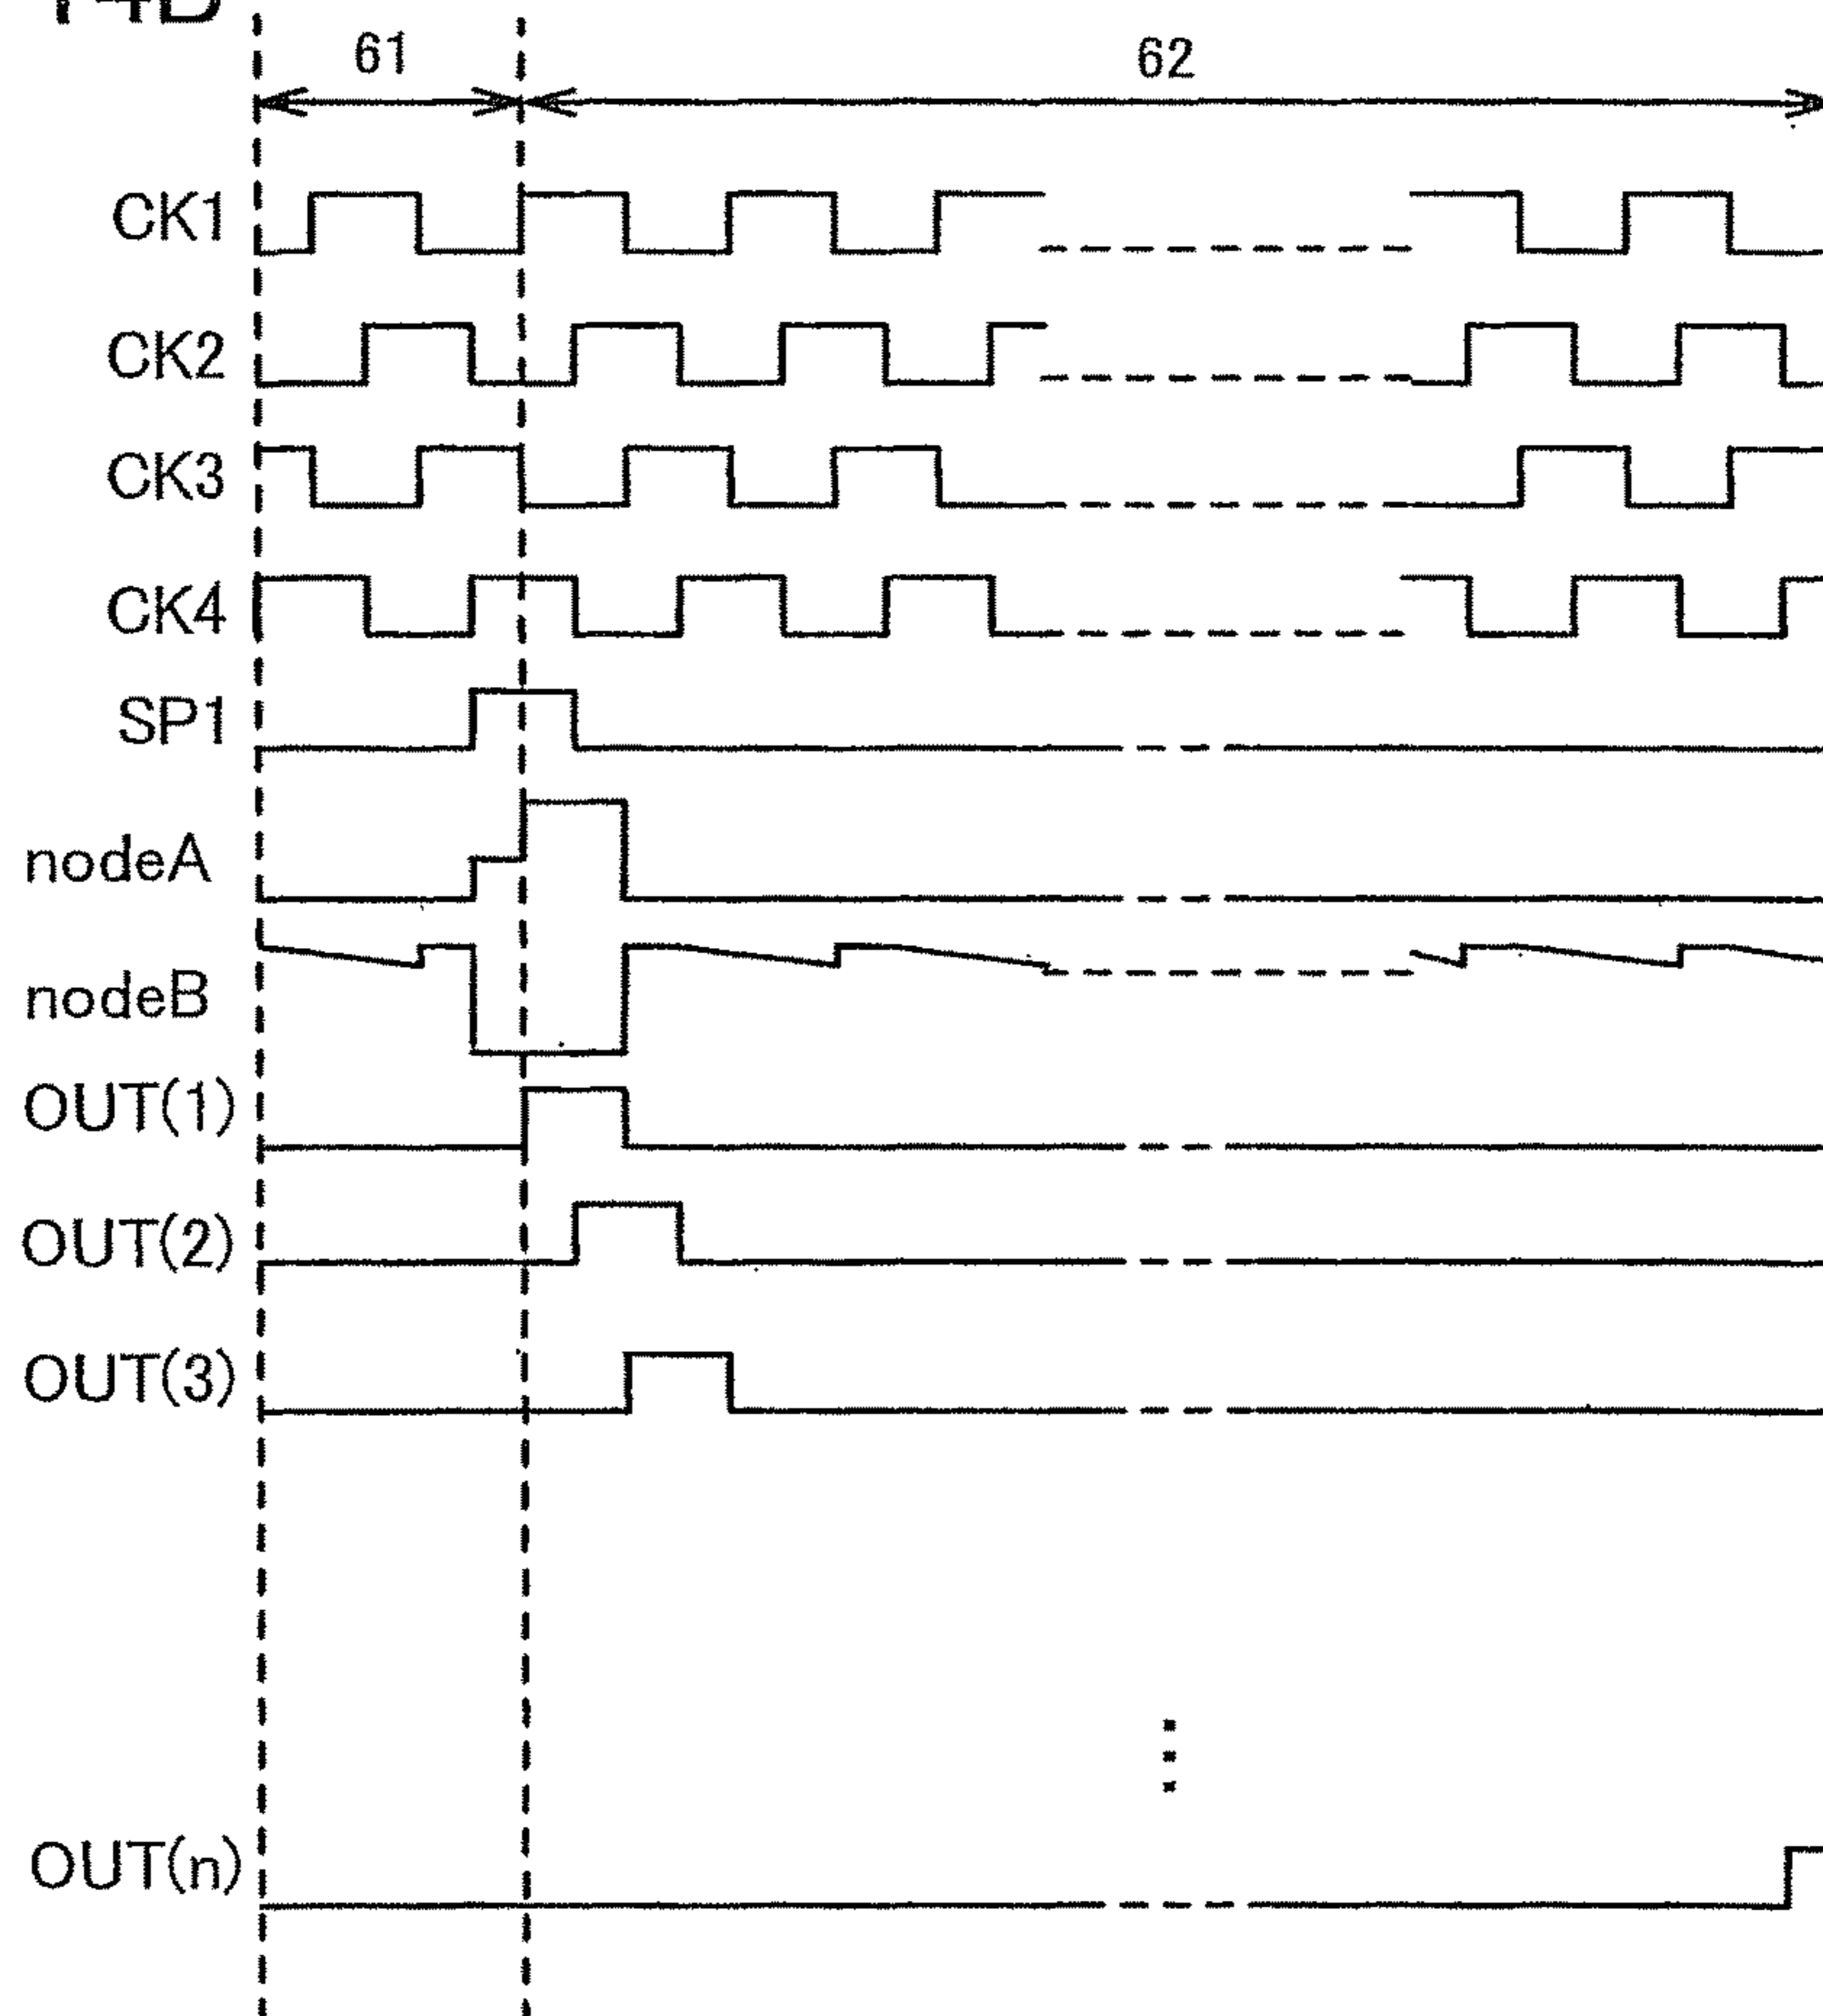 61
62
CK1
CK2
CK3
CK4
SP1
nodeA
nodeB
OUT(1)
OUT(2)
OUT(3)
OUT(n)